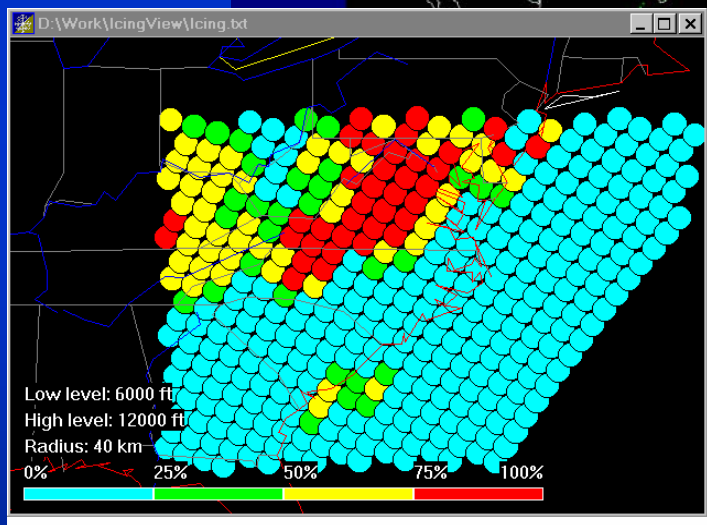 D:\Work\IcingView\Icing.txt
Low level: 6000 ft
High level: 12000 ft
Radius: 40 km
0% 25% 50% 75% 100%